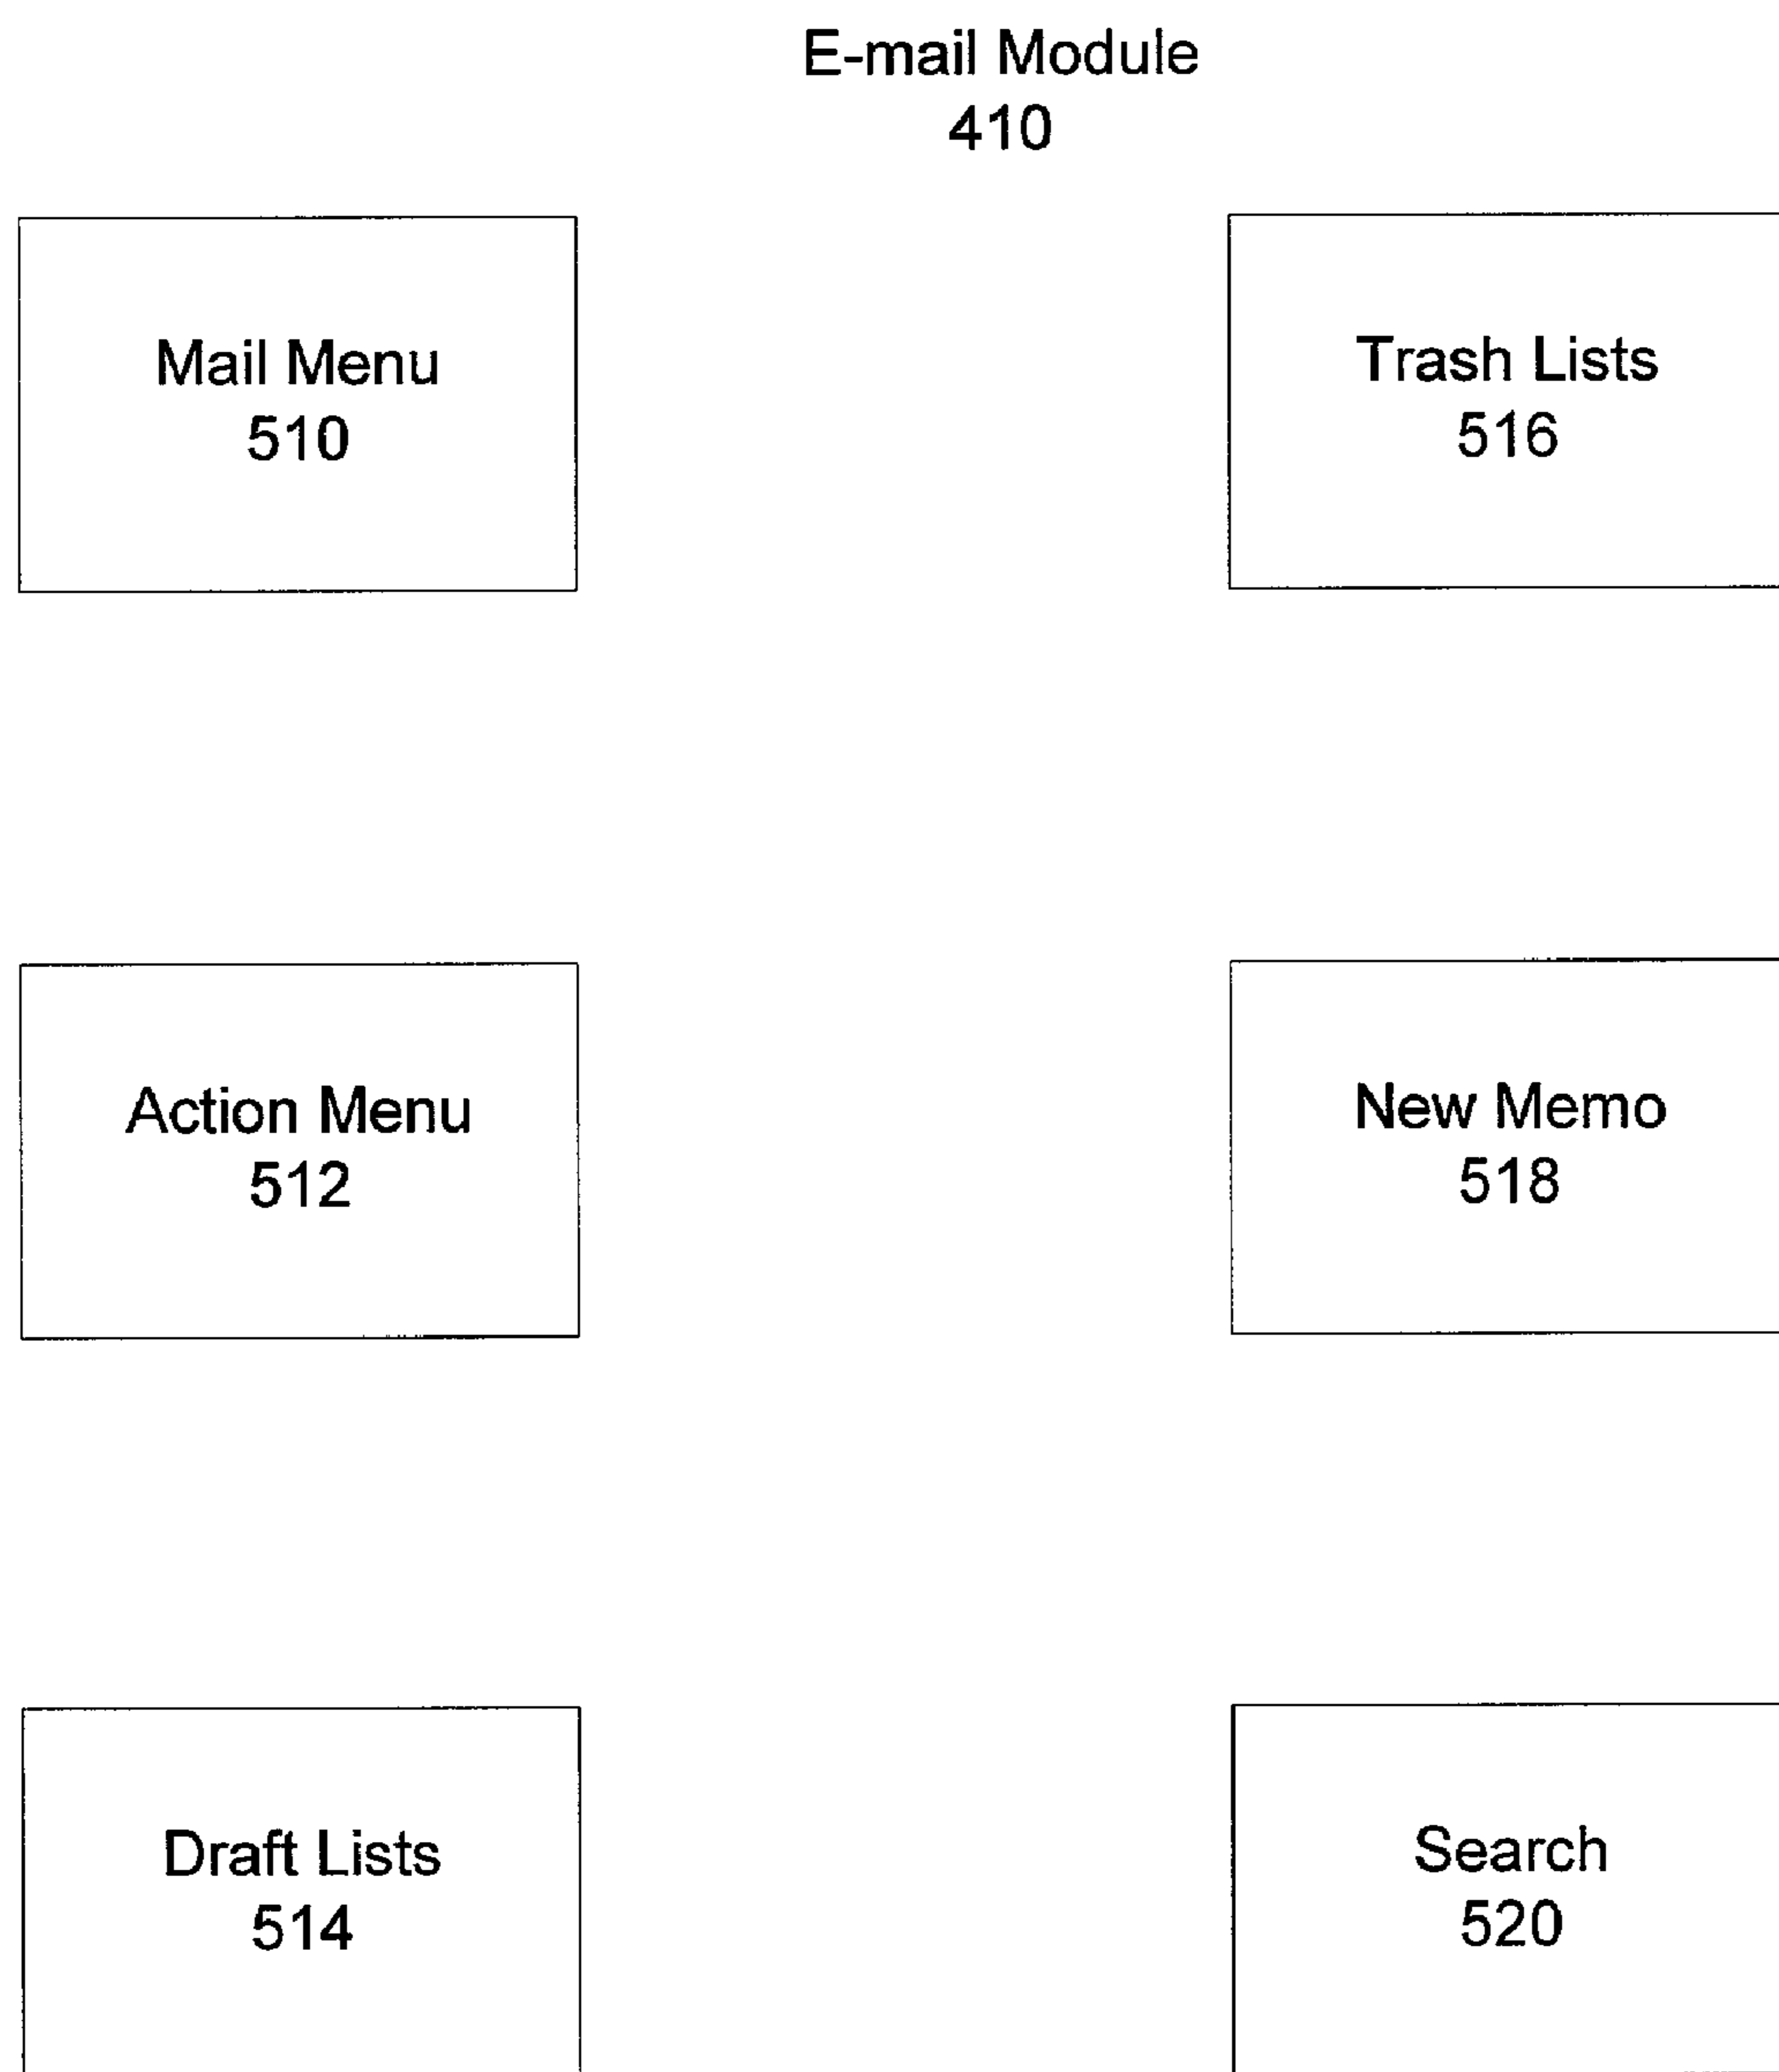 E-mail Module
410
Mail Menu
510
Trash Lists
516
Action Menu
512
New Memo
518
Draft Lists
514
Search
520